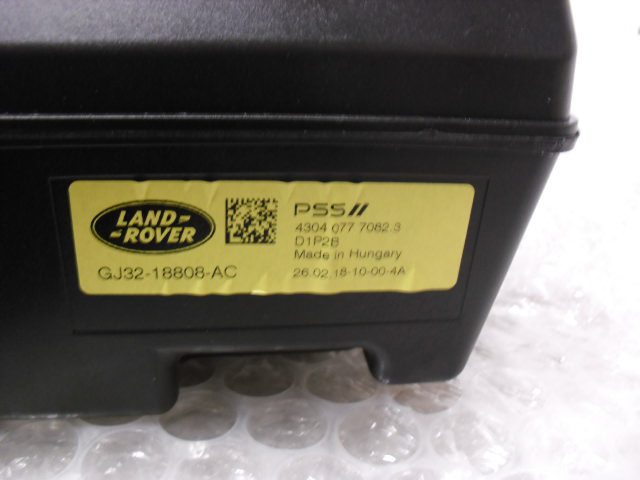 LAND-
-ROVER
GJ32-18808-AC
PSS//
4304 077 7082.3
D1P2B
Made in Hungary
26.02.18-10-00-4A